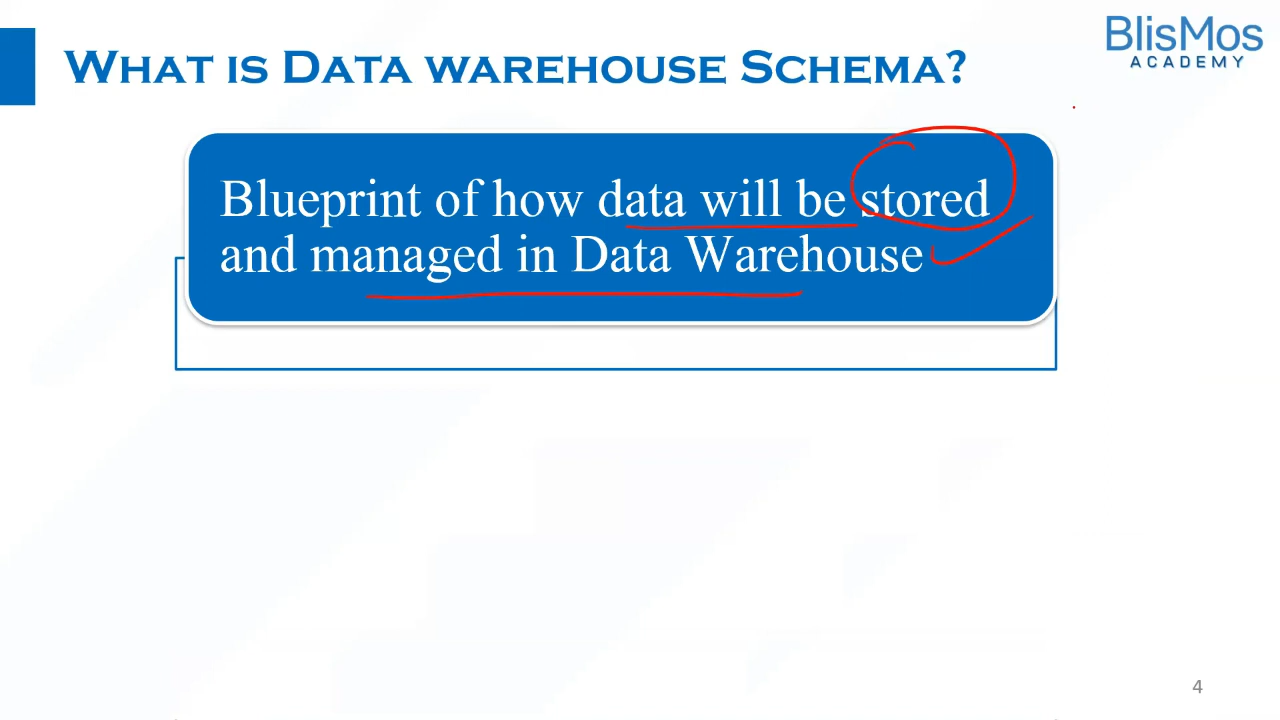 WHAT IS DATA WAREHOUSE SCHEMA?
BlisMos
ACADEMY
Blueprint of how data will be stored
and managed in Data Warehouse
4